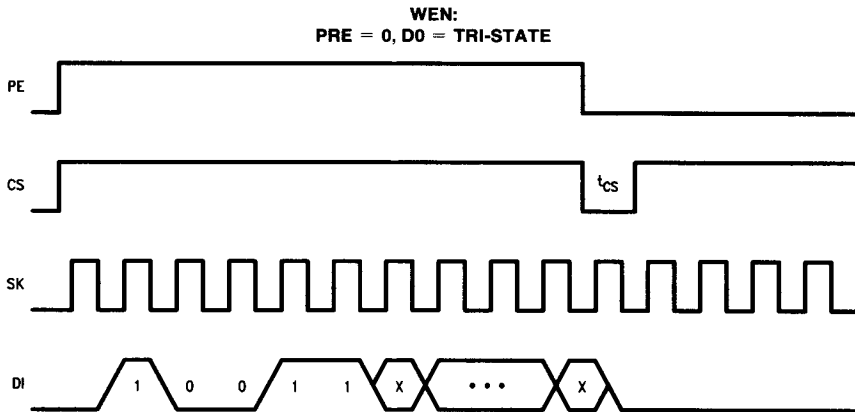 WEN:
PRE = 0, D0 = TRI-STATE
PE
CS
tCS
SK
DI
1 0 0 1 1 X • • • X